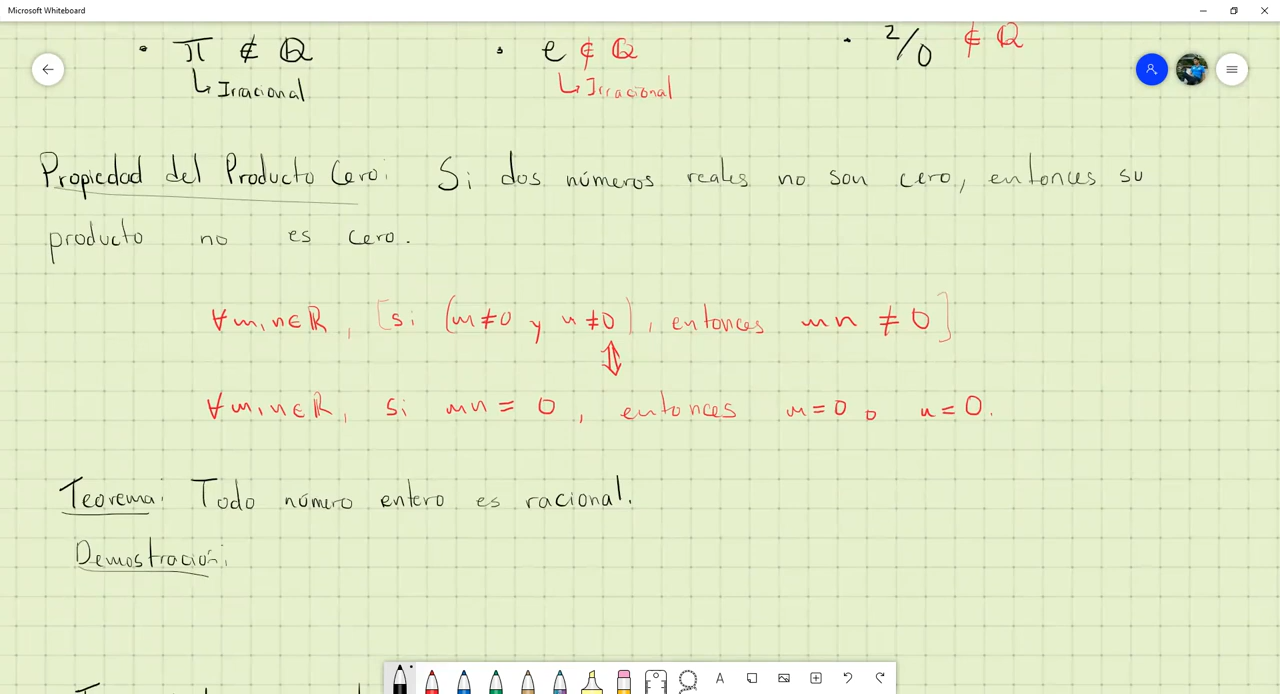 Microsoft Whiteboard
• π ∉ ℚ • e ∉ ℚ • 2/0 ∉ ℚ
↳ Irracional ↳ Irracional
Propiedad del Producto Cero: Si dos números reales no son cero, entonces su
producto no es cero.
∀ m, n ∈ ℝ, [si (m ≠ 0 y n ≠ 0), entonces mn ≠ 0]
⇕
∀ m, n ∈ ℝ, si mn = 0, entonces m = 0 o n = 0.
Teorema: Todo número entero es racional.
Demostración: